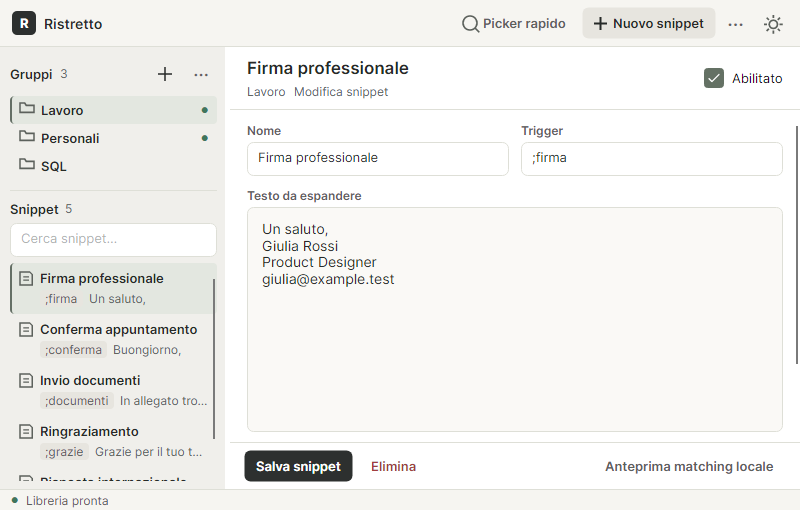 R Ristretto
Picker rapido
Nuovo snippet
Gruppi 3
Lavoro
Personali
SQL
Snippet 5
Cerca snippet...
Firma professionale
;firma Un saluto,
Conferma appuntamento
;conferma Buongiorno,
Invio documenti
;documenti In allegato tro...
Ringraziamento
;grazie Grazie per il tuo t...
Firma professionale
Lavoro Modifica snippet
Abilitato
Nome
Firma professionale
Trigger
;firma
Testo da espandere
Un saluto,
Giulia Rossi
Product Designer
giulia@example.test
Salva snippet
Elimina
Anteprima matching locale
Libreria pronta